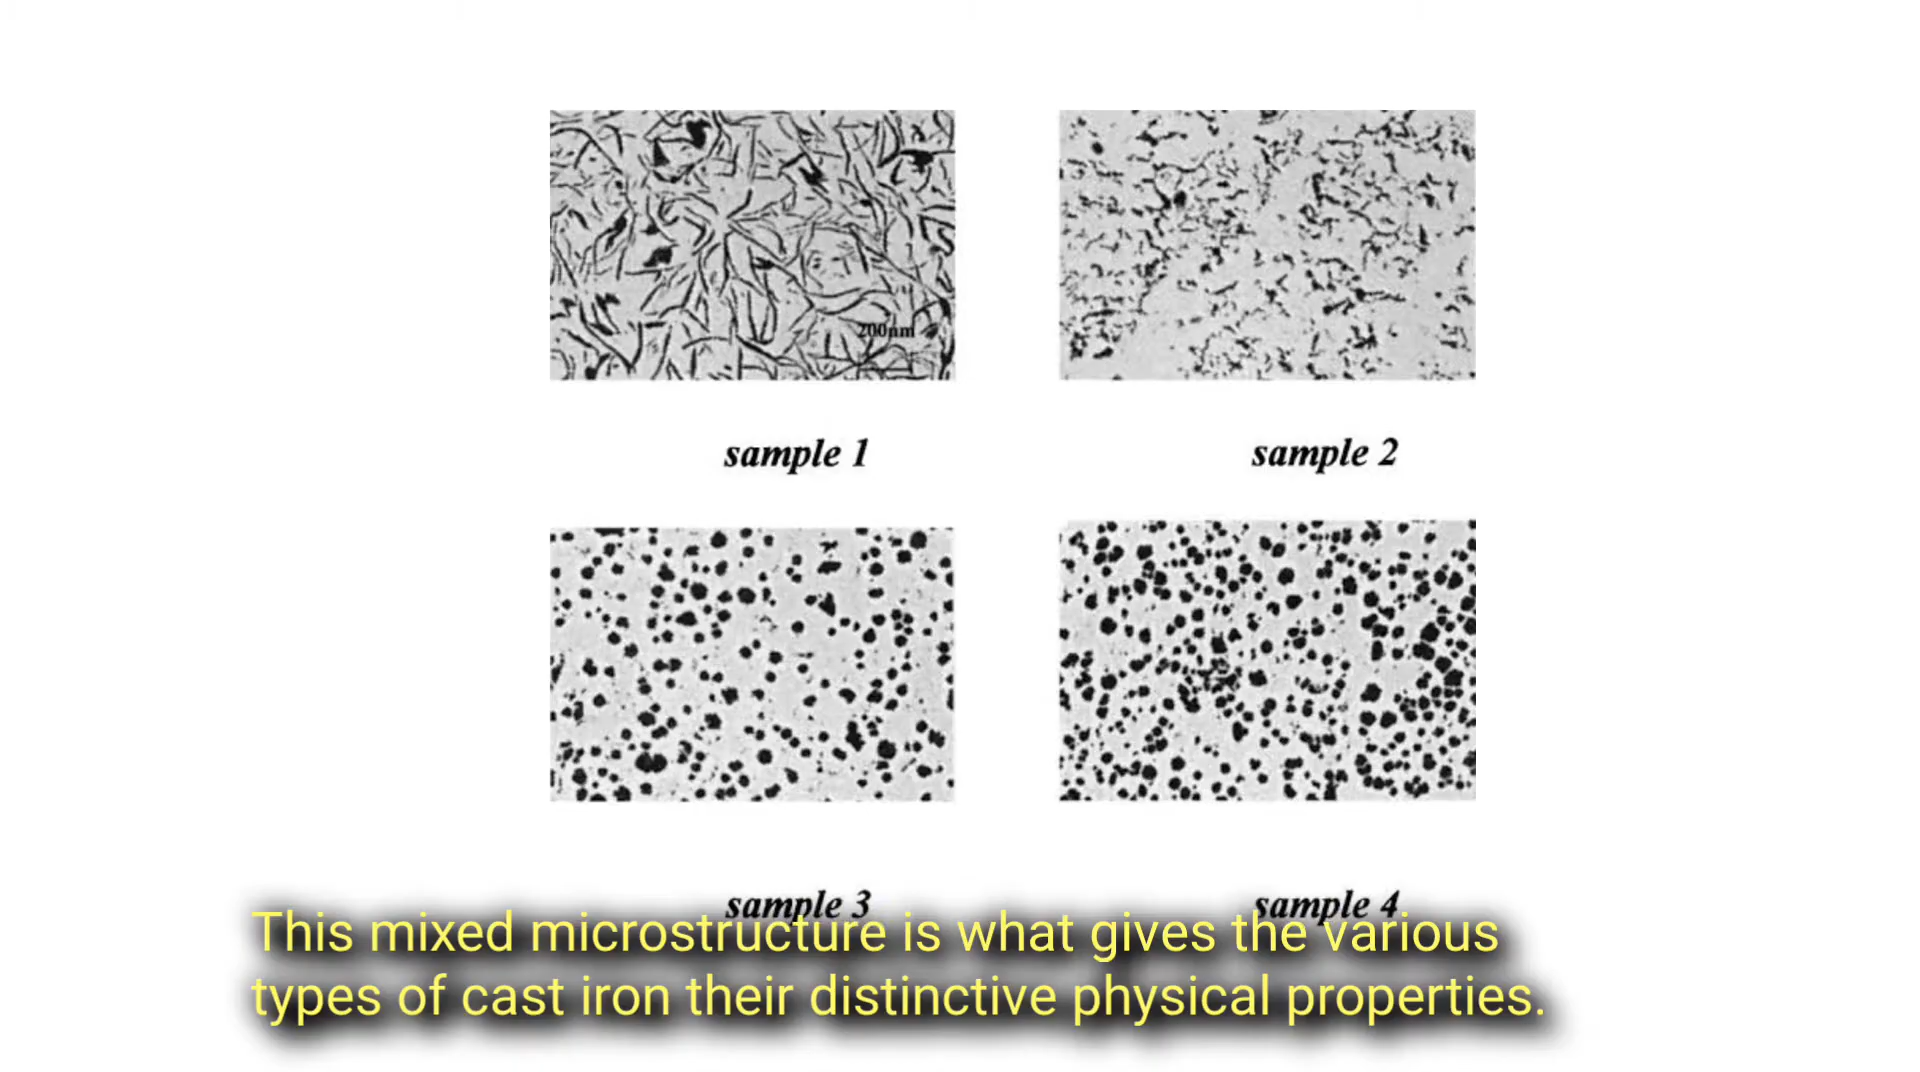 200nm
sample 1
sample 2
sample 3
sample 4
This mixed microstructure is what gives the various
types of cast iron their distinctive physical properties.